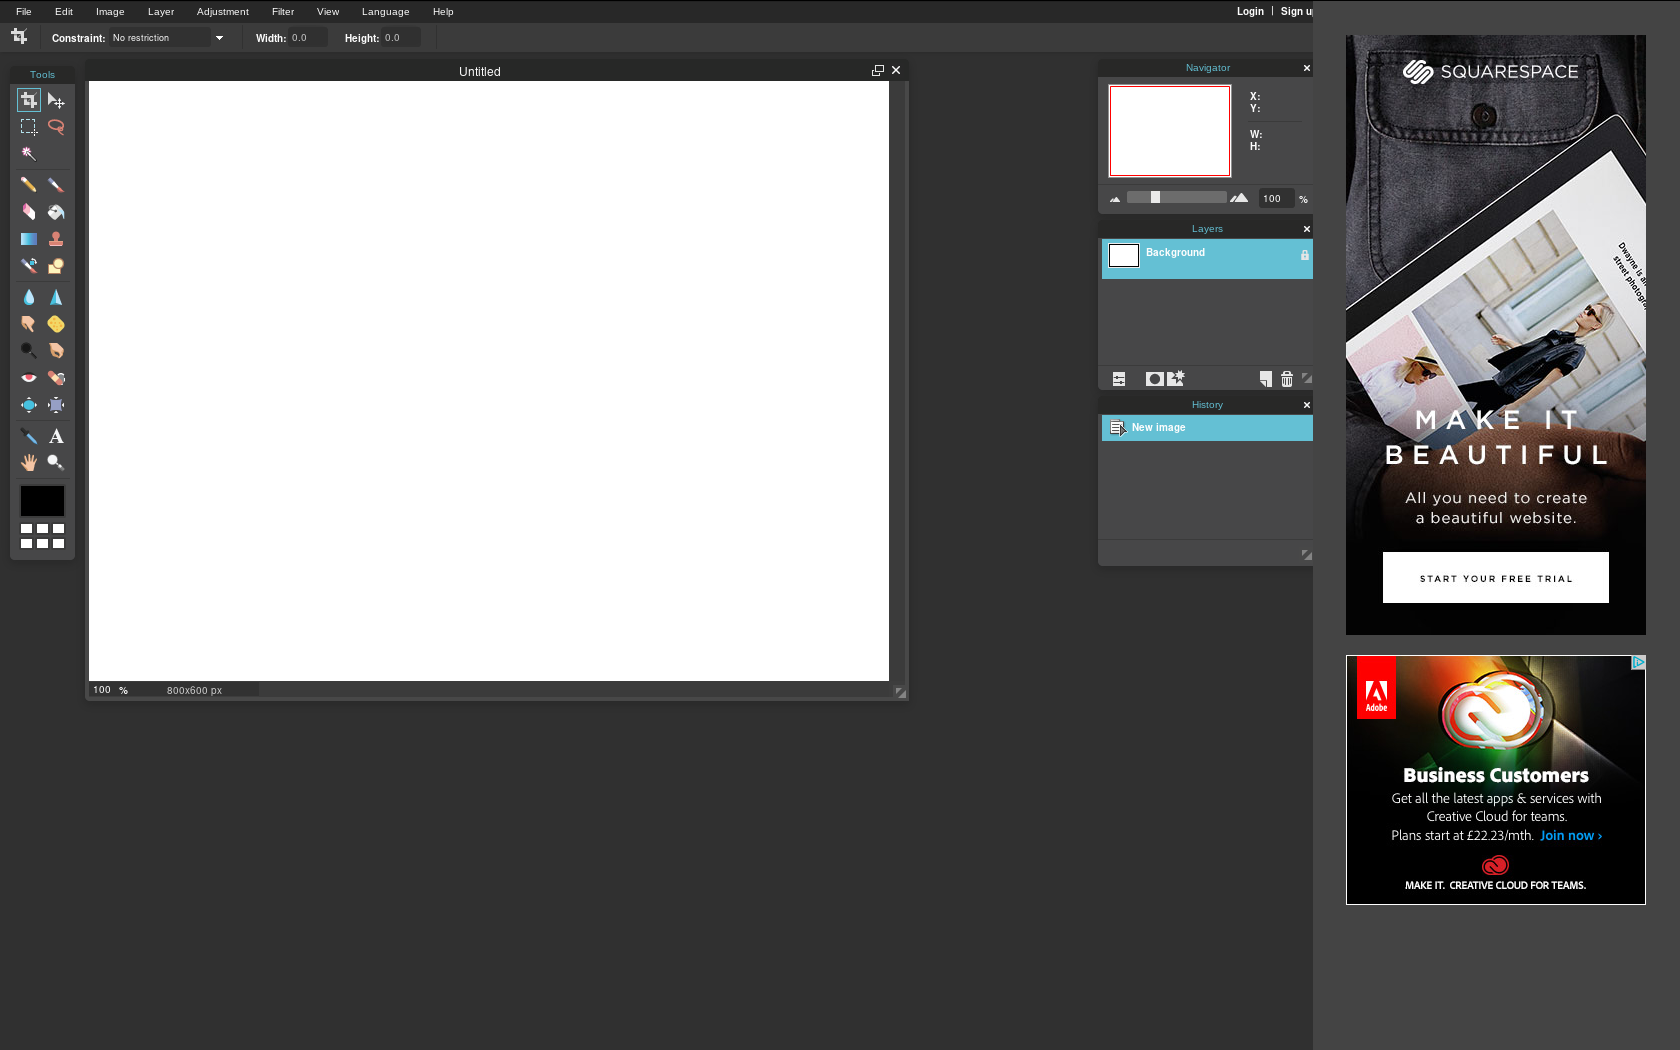 File Edit Image Layer Adjustment Filter View Language Help
Login | Sign u
Constraint: No restriction Width: 0.0 Height: 0.0
Tools
A
Untitled
100 % 800x600 px
Navigator
X:
Y:
W:
H:
100 %
Layers
Background
History
New image
SQUARESPACE
Dwayne is a
street photogra
MAKE IT
BEAUTIFUL
All you need to create
a beautiful website.
START YOUR FREE TRIAL
Adobe
Business Customers
Get all the latest apps & services with
Creative Cloud for teams.
Plans start at £22.23/mth. Join now ›
MAKE IT. CREATIVE CLOUD FOR TEAMS.